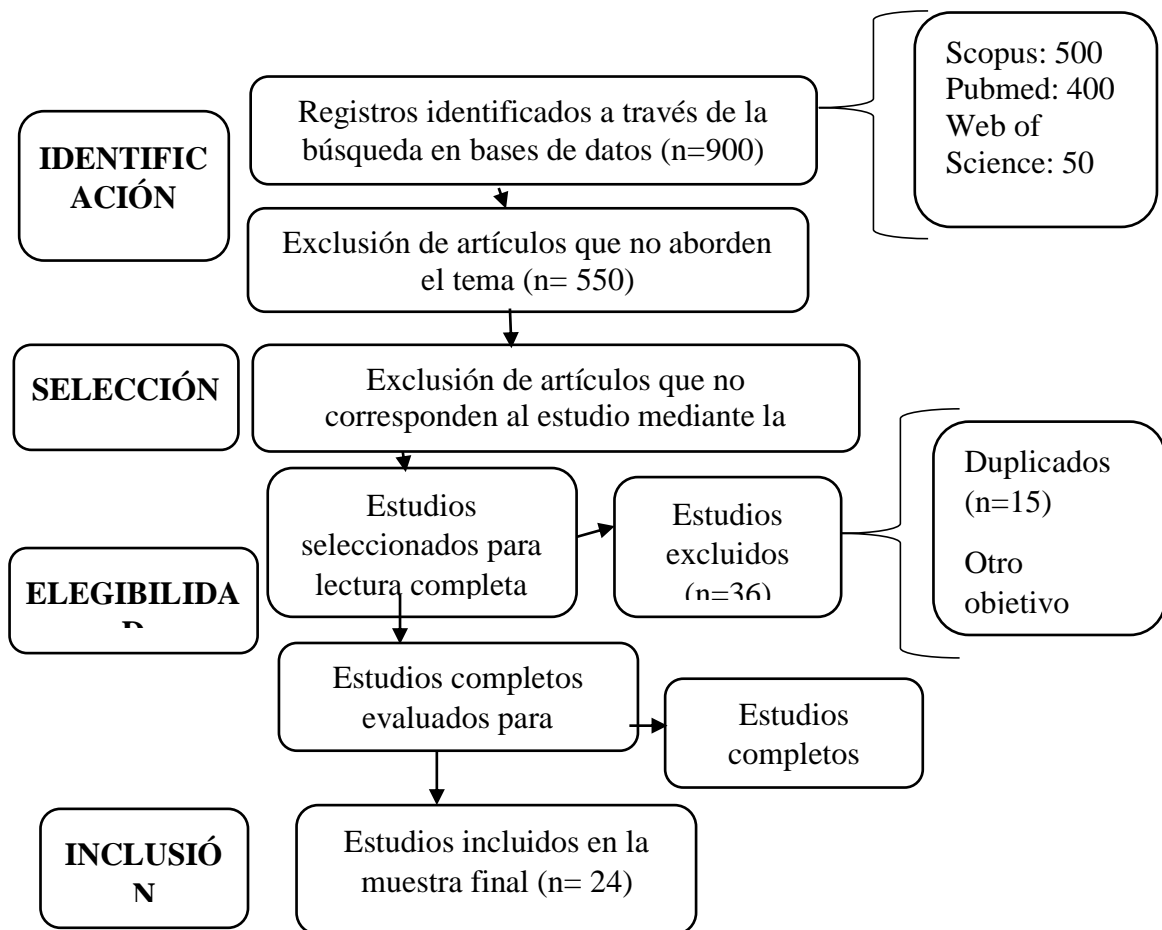 Scopus: 500
Pubmed: 400
Web of
Science: 50
Registros identificados a través de la
búsqueda en bases de datos (n=900)
IDENTIFIC
ACIÓN
Exclusión de artículos que no aborden
el tema (n= 550)
SELECCIÓN
Exclusión de artículos que no
corresponden al estudio mediante la
Estudios
seleccionados para
lectura completa
Estudios
excluidos
(n=36)
Duplicados
(n=15)
Otro
objetivo
ELEGIBILIDA
D
Estudios completos
evaluados para
Estudios
completos
INCLUSIÓ
N
Estudios incluidos en la
muestra final (n= 24)